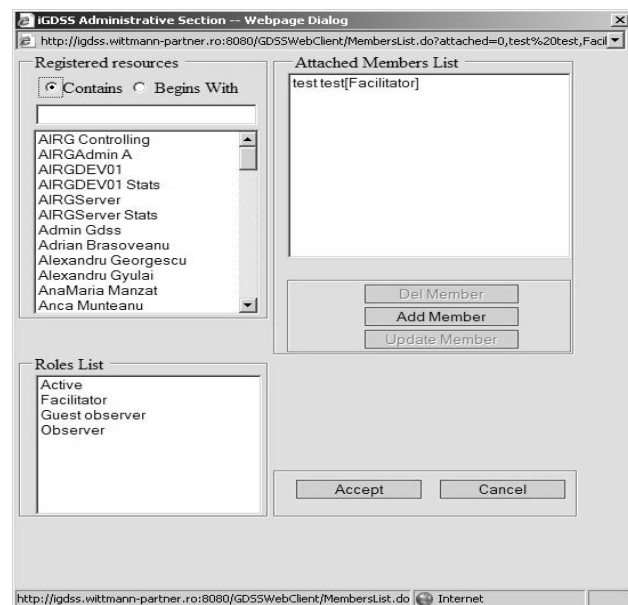 iGDSS Administrative Section -- Webpage Dialog
http://igdss.wittmann-partner.ro:8080/GDSSWebClient/MembersList.do?attached=0,test%20test,Facil
Registered resources
Contains Begins With
AIRG Controlling
AIRGAdmin A
AIRGDEV01
AIRGDEV01 Stats
AIRGServer
AIRGServer Stats
Admin Gdss
Adrian Brasoveanu
Alexandru Georgescu
Alexandru Gyulai
AnaMaria Manzat
Anca Munteanu
Attached Members List
test test[Facilitator]
Del Member
Add Member
Update Member
Roles List
Active
Facilitator
Guest observer
Observer
Accept Cancel
http://igdss.wittmann-partner.ro:8080/GDSSWebClient/MembersList.do Internet